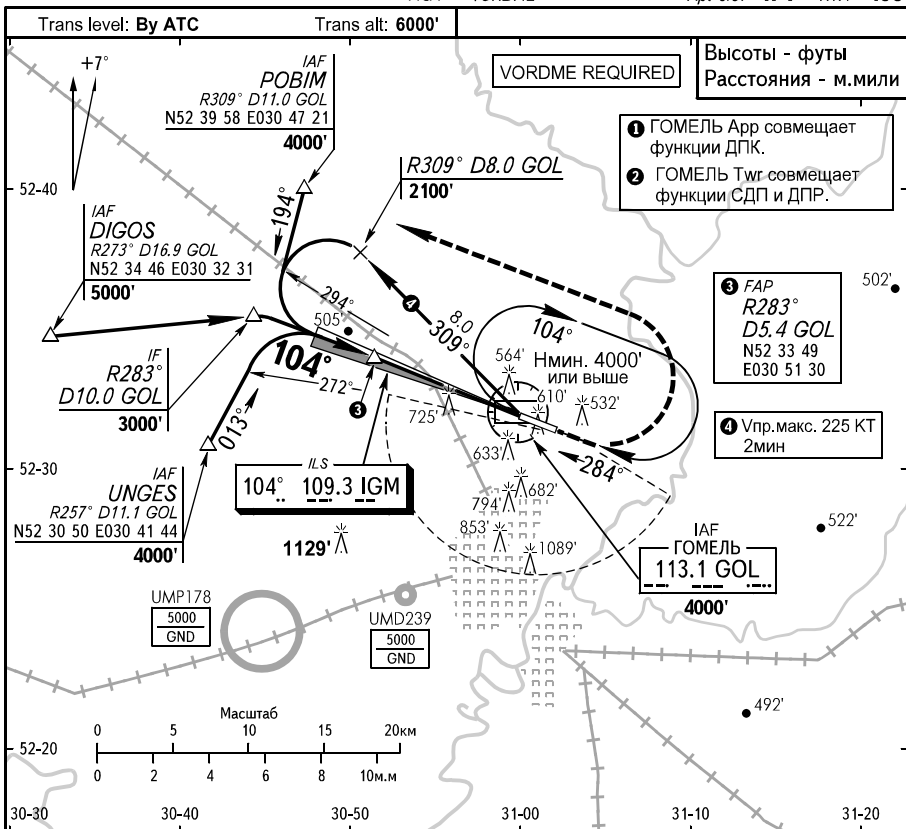 Trans level: By ATC
Trans alt: 6000'
VORDME REQUIRED
Высоты - футы
Расстояния - м.мили
+7°
IAF
POBIM
R309° D11.0 GOL
N52 39 58 E030 47 21
4000'
❶ ГОМЕЛЬ App совмещает
функции ДПК.
❷ ГОМЕЛЬ Twr совмещает
функции СДП и ДПР.
R309° D8.0 GOL
2100'
52-40
194°
IAF
DIGOS
R273° D16.9 GOL
N52 34 46 E030 32 31
5000'
294°
505'
8.0
309°
❹
104°
Hмин. 4000'
или выше
502'
❸ FAP
R283°
D5.4 GOL
N52 33 49
E030 51 30
IF
R283°
D10.0 GOL
3000'
104°
272°
❸
564'
610'
532'
725'
633'
❹ Vпр.макс. 225 KT
2мин
013°
284°
52-30
IAF
UNGES
R257° D11.1 GOL
N52 30 50 E030 41 44
4000'
ILS
104° 109.3 IGM
682'
794'
853'
1089'
1129'
522'
IAF
ГОМЕЛЬ
113.1 GOL
4000'
UMP178
5000
GND
UMD239
5000
GND
492'
Масштаб
0 5 10 15 20км
0 2 4 6 8 10м.м
52-20
30-30 30-40 30-50 31-00 31-10 31-20